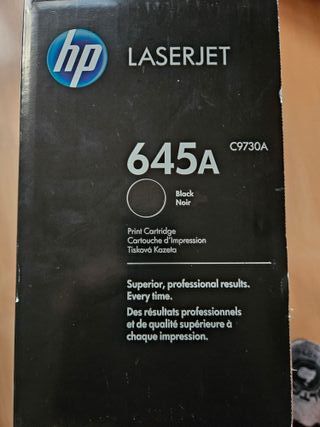 hp
LASERJET
645A
C9730A
Black
Noir
Print Cartridge
Cartouche d'impression
Tisková Kazeta
Superior, professional results.
Every time.
Des résultats professionnels
et de qualité supérieure à
chaque impression.